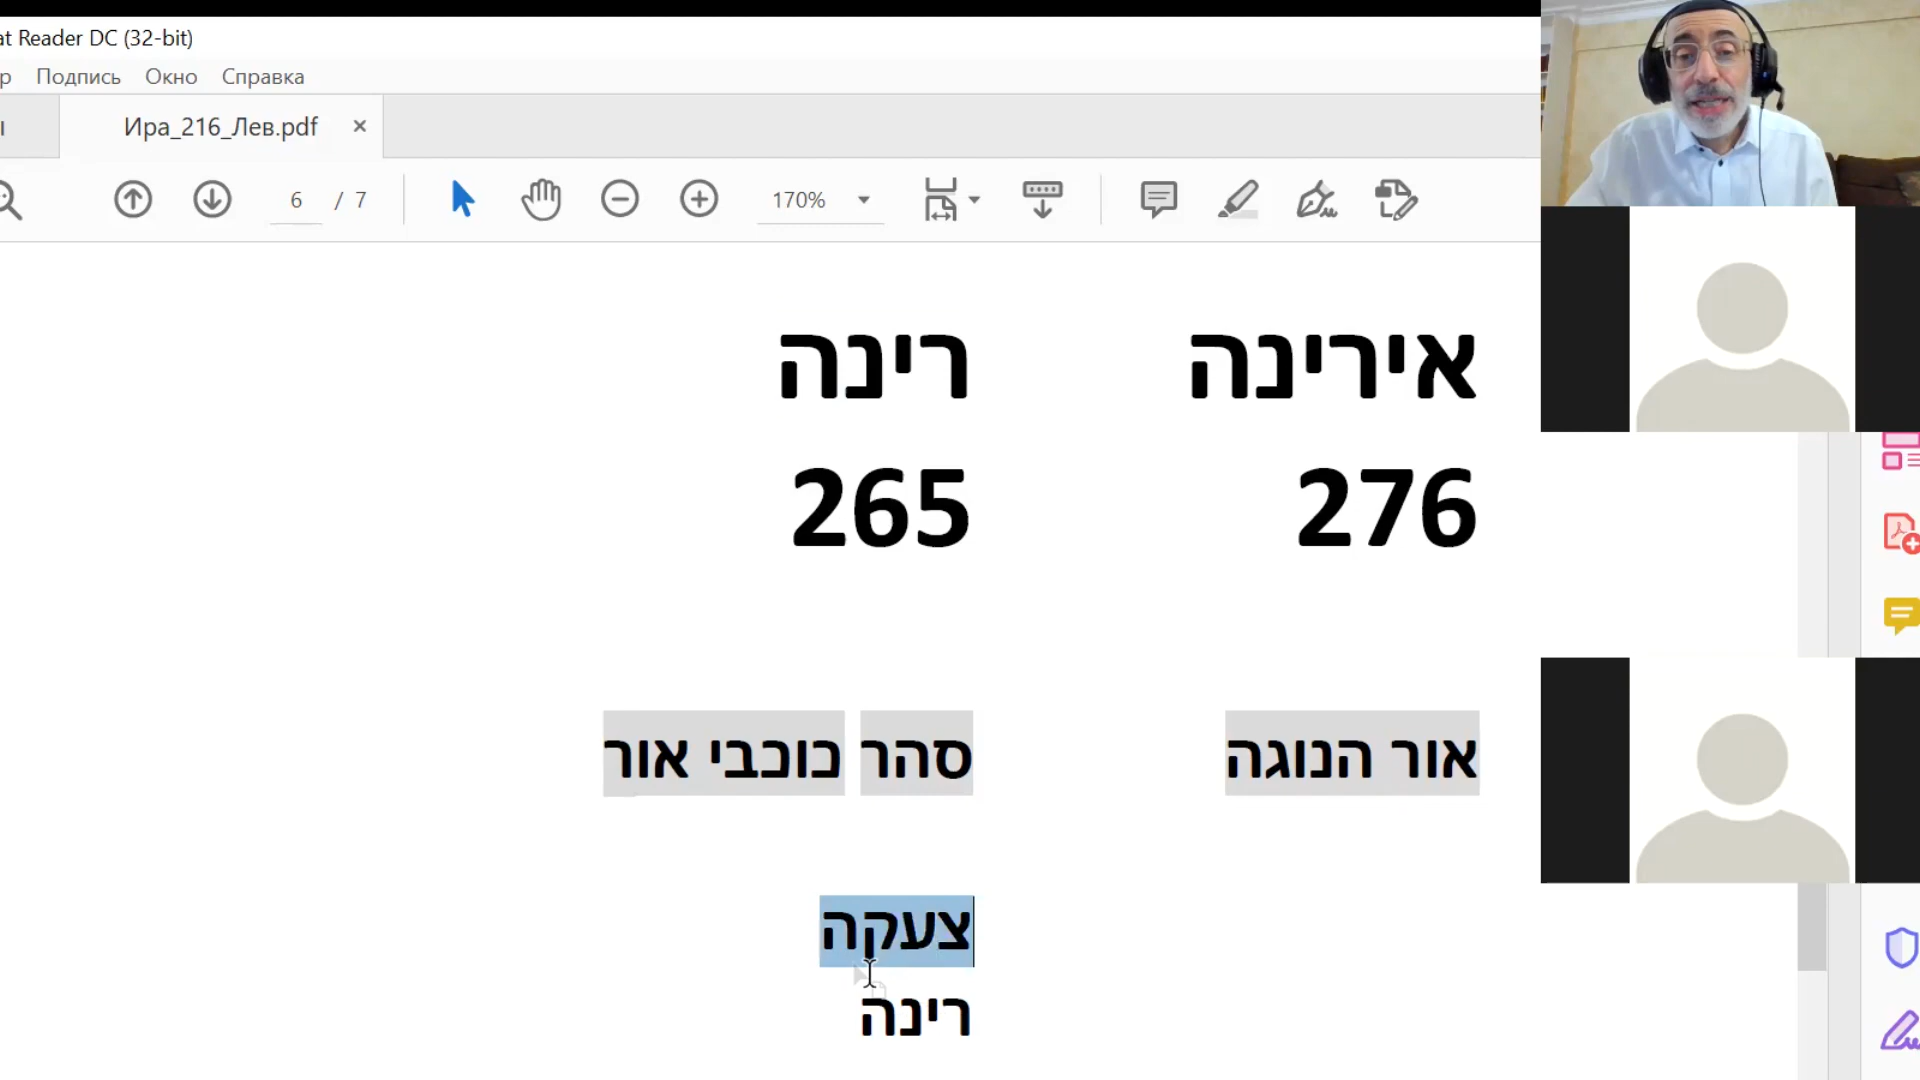 at Reader DC (32-bit)
р Подпись Окно Справка
ы Ира_216_Лев.pdf
6 / 7 170%
אירינה רינה
276 265
אור הנוגה סהר כוכבי אור
צעקה
רינה